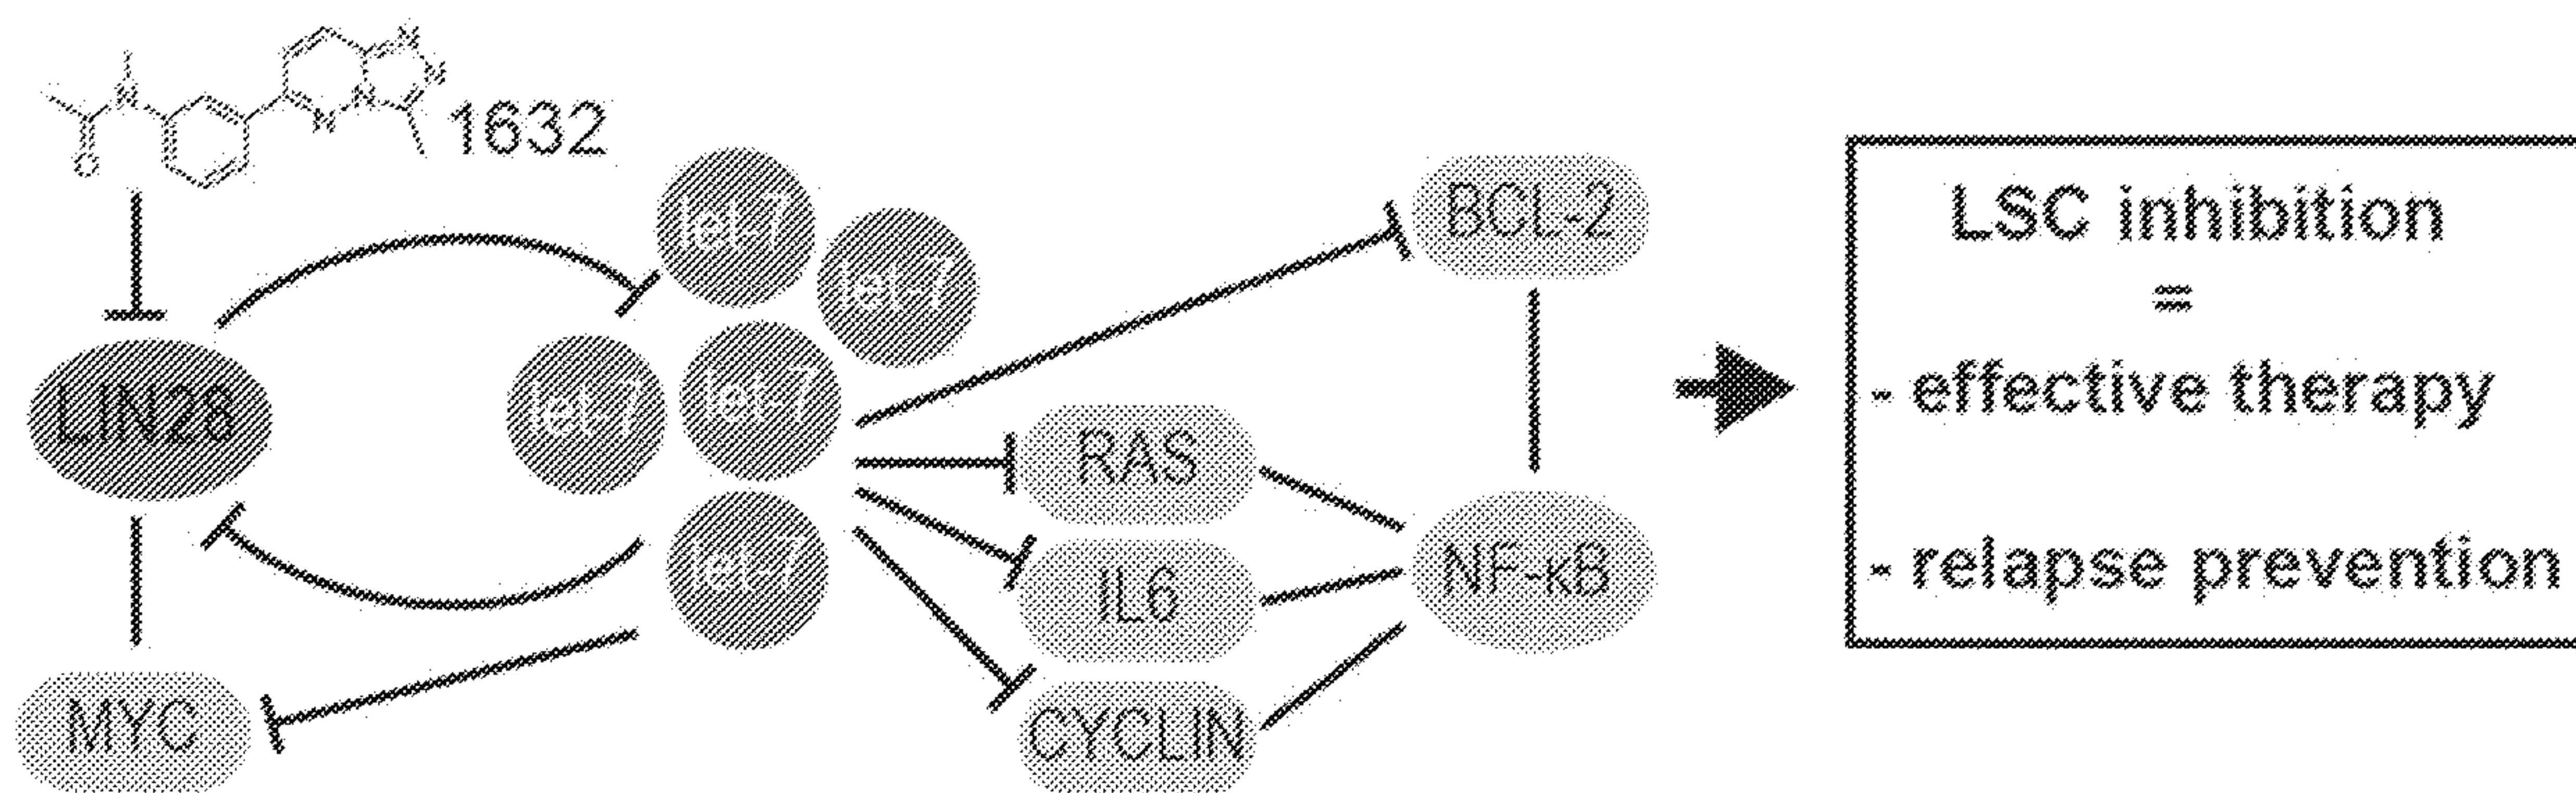 N
N
N
N
N
O
1632
let-7
let-7
let-7
let-7
let-7
LIN28
MYC
BCL-2
RAS
IL6
CYCLIN
NF-κB
LSC inhibition
=
- effective therapy
- relapse prevention